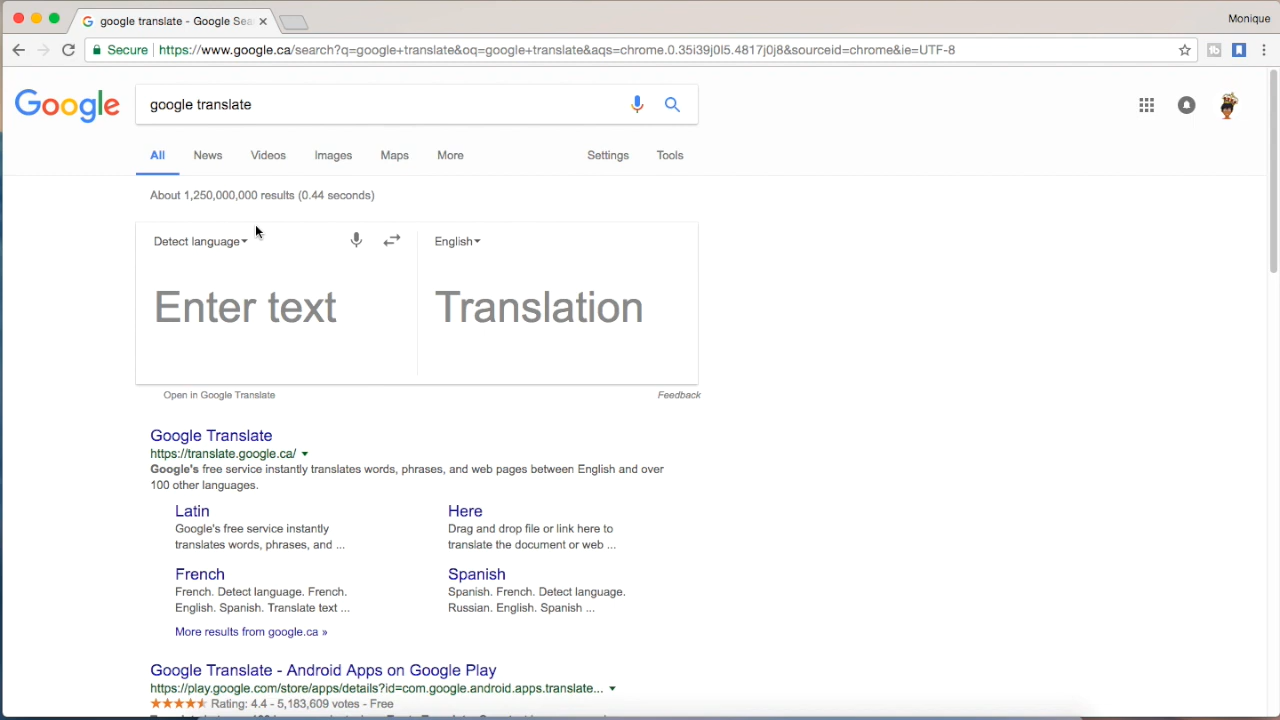 google translate - Google Sea
Monique
Secure https://www.google.ca/search?q=google+translate&oq=google+translate&aqs=chrome.0.35i39j0l5.4817j0j8&sourceid=chrome&ie=UTF-8
Google
google translate
All News Videos Images Maps More Settings Tools
About 1,250,000,000 results (0.44 seconds)
Detect language English
Enter text Translation
Open in Google Translate Feedback
Google Translate
https://translate.google.ca/
Google's free service instantly translates words, phrases, and web pages between English and over
100 other languages.
Latin
Google's free service instantly
translates words, phrases, and ...
Here
Drag and drop file or link here to
translate the document or web ...
French
French. Detect language. French.
English. Spanish. Translate text ...
Spanish
Spanish. French. Detect language.
Russian. English. Spanish ...
More results from google.ca »
Google Translate - Android Apps on Google Play
https://play.google.com/store/apps/details?id=com.google.android.apps.translate...
Rating: 4.4 - 5,183,609 votes - Free